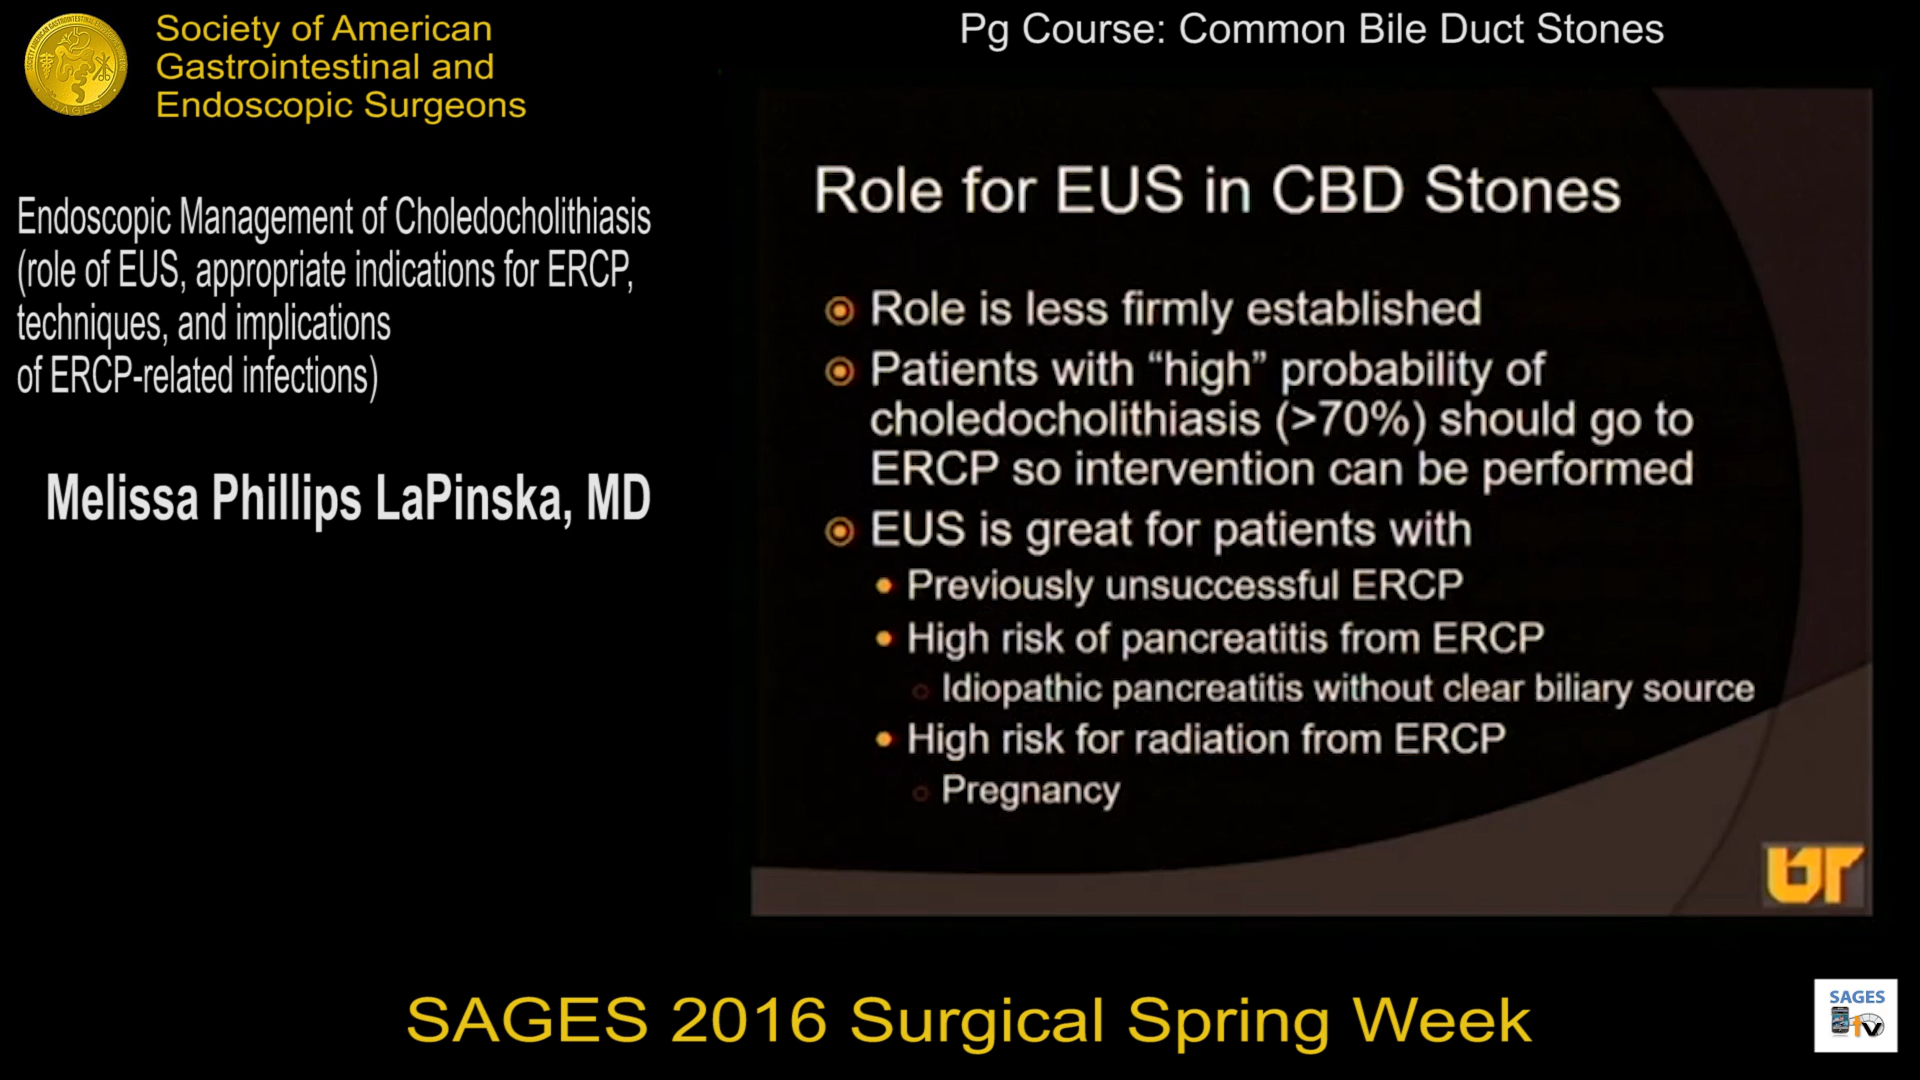 Society of American
Gastrointestinal and
Endoscopic Surgeons
Pg Course: Common Bile Duct Stones
Endoscopic Management of Choledocholithiasis
(role of EUS, appropriate indications for ERCP,
techniques, and implications
of ERCP-related infections)
Melissa Phillips LaPinska, MD
Role for EUS in CBD Stones
Role is less firmly established
Patients with “high” probability of
choledocholithiasis (>70%) should go to
ERCP so intervention can be performed
EUS is great for patients with
Previously unsuccessful ERCP
High risk of pancreatitis from ERCP
Idiopathic pancreatitis without clear biliary source
High risk for radiation from ERCP
Pregnancy
UT
SAGES 2016 Surgical Spring Week
SAGES
tv